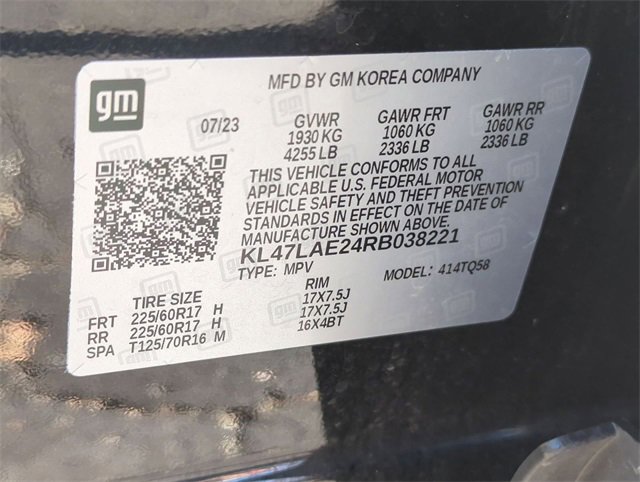 gm
MFD BY GM KOREA COMPANY
07/23 GVWR GAWR FRT GAWR RR
1930 KG 1060 KG 1060 KG
4255 LB 2336 LB 2336 LB
THIS VEHICLE CONFORMS TO ALL
APPLICABLE U.S. FEDERAL MOTOR
VEHICLE SAFETY AND THEFT PREVENTION
STANDARDS IN EFFECT ON THE DATE OF
MANUFACTURE SHOWN ABOVE.
KL47LAE24RB038221
TYPE: MPV MODEL: 414TQ58
TIRE SIZE RIM
FRT 225/60R17 H 17X7.5J
RR 225/60R17 H 17X7.5J
SPA T125/70R16 M 16X4BT